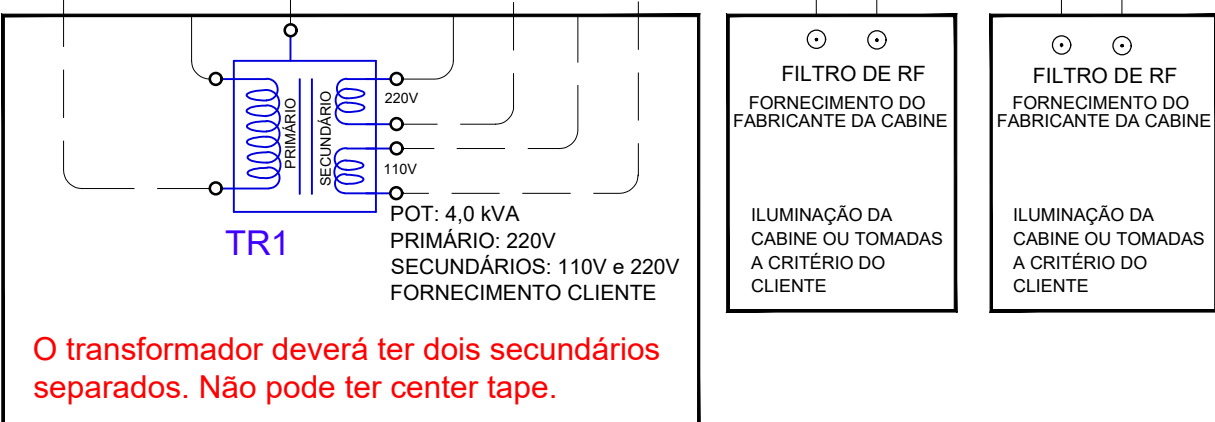 PRIMÁRIO
SECUNDÁRIO
220V
110V
TR1
POT: 4,0 kVA
PRIMÁRIO: 220V
SECUNDÁRIOS: 110V e 220V
FORNECIMENTO CLIENTE
O transformador deverá ter dois secundários
separados. Não pode ter center tape.
FILTRO DE RF
FORNECIMENTO DO
FABRICANTE DA CABINE
ILUMINAÇÃO DA
CABINE OU TOMADAS
A CRITÉRIO DO
CLIENTE
FILTRO DE RF
FORNECIMENTO DO
FABRICANTE DA CABINE
ILUMINAÇÃO DA
CABINE OU TOMADAS
A CRITÉRIO DO
CLIENTE